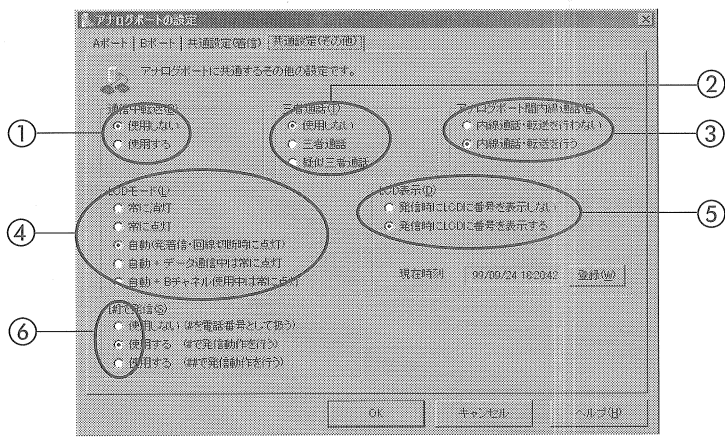 アナログポートの設定
Aポート Bポート 共通設定(着信) 共通設定(その他)
アナログポートに共通するその他の設定です。
通信中転送(B)
使用しない
使用する
三者通話(T)
使用しない
三者通話
疑似三者通話
アナログポート間内線通話(E)
内線通話・転送を行わない
内線通話・転送を行う
① ② ③
LCDモード(L)
常に消灯
常に点灯
自動(発着信・回線切断時に点灯)
自動 + データ通信中は常に点灯
自動 + Bチャネル使用中は常に点灯
④
LCD表示(D)
発信時にLCDに番号を表示しない
発信時にLCDに番号を表示する
⑤
現在時刻 99/09/24 18:20:42 登録(W)
[#]で発信(S)
使用しない (#を電話番号として扱う)
使用する (#で発信動作を行う)
使用する (##で発信動作を行う)
⑥
OK キャンセル ヘルプ(H)